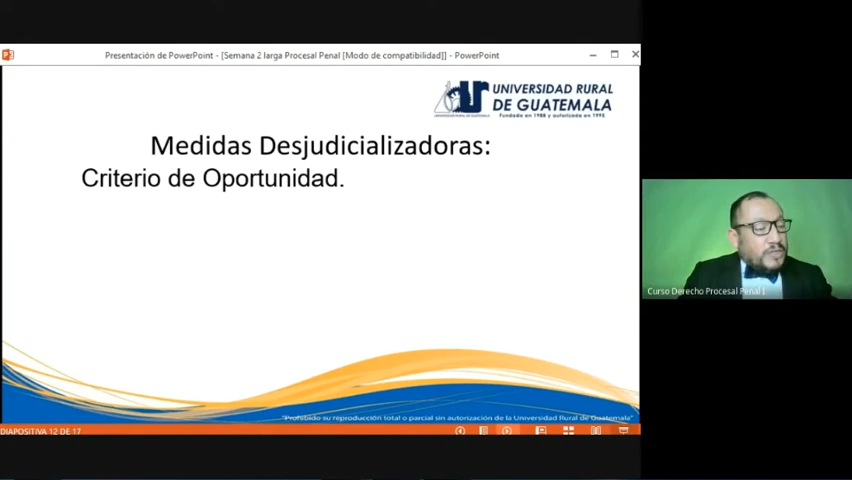 Presentación de PowerPoint - [Semana 2 larga Procesal Penal [Modo de compatibilidad]] - PowerPoint
UNIVERSIDAD RURAL
DE GUATEMALA
Fundada en 1988 y autorizada en 1995
Medidas Desjudicializadoras:
Criterio de Oportunidad.
Curso Derecho Procesal Penal I
"Prohibido su reproducción total o parcial sin autorización de la Universidad Rural de Guatemala"
DIAPOSITIVA 12 DE 17